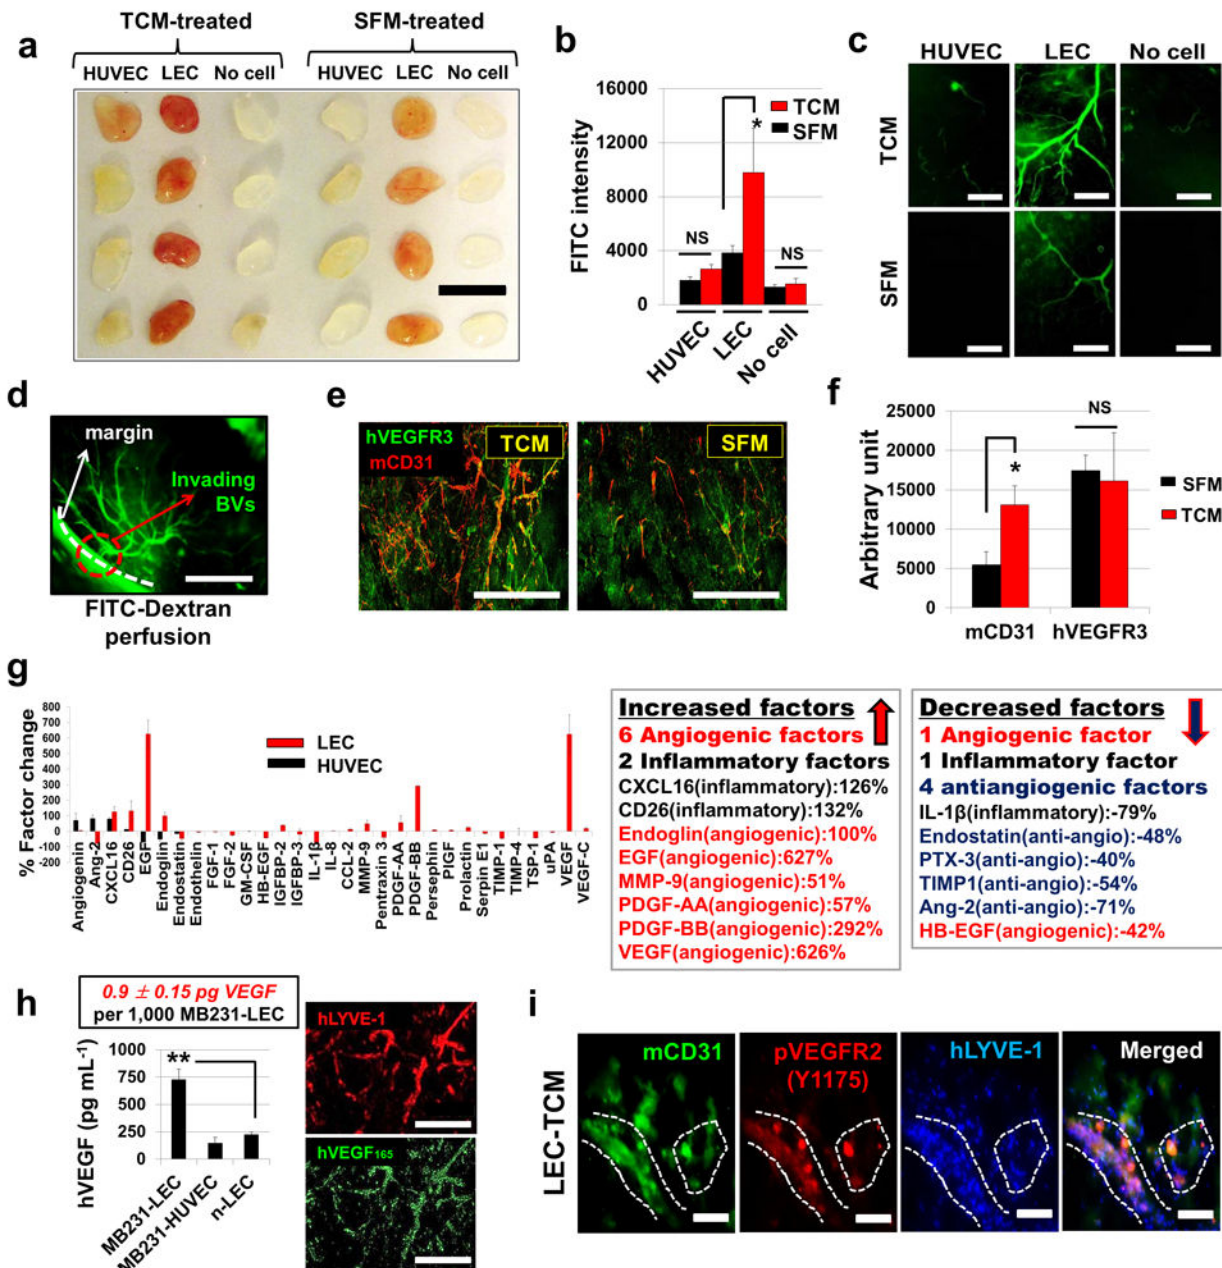 a
TCM-treated
SFM-treated
HUVEC LEC No cell
HUVEC LEC No cell
b
16000
12000
8000
4000
0
FITC intensity
TCM
SFM
NS
*
NS
HUVEC
LEC
No cell
c
HUVEC LEC No cell
TCM
SFM
d
margin
Invading
BVs
FITC-Dextran
perfusion
e
hVEGFR3
mCD31
TCM
SFM
f
25000
20000
15000
10000
5000
0
Arbitrary unit
*
NS
SFM
TCM
mCD31 hVEGFR3
g
% Factor change
800
700
600
500
400
300
200
100
0
-100
-200
LEC
HUVEC
Angiogenin
Ang-2
CXCL16
CD26
EGF
Endoglin
Endostatin
Endothelin
FGF-1
FGF-2
GM-CSF
HB-EGF
IGFBP-2
IGFBP-3
IL-1β
IL-8
CCL-2
MMP-9
Pentraxin 3
PDGF-AA
PDGF-BB
Persephin
PlGF
Prolactin
Serpin E1
TIMP-1
TIMP-4
TSP-1
uPA
VEGF
VEGF-C
Increased factors
6 Angiogenic factors
2 Inflammatory factors
CXCL16(inflammatory):126%
CD26(inflammatory):132%
Endoglin(angiogenic):100%
EGF(angiogenic):627%
MMP-9(angiogenic):51%
PDGF-AA(angiogenic):57%
PDGF-BB(angiogenic):292%
VEGF(angiogenic):626%
Decreased factors
1 Angiogenic factor
1 Inflammatory factor
4 antiangiogenic factors
IL-1β(inflammatory):-79%
Endostatin(anti-angio):-48%
PTX-3(anti-angio):-40%
TIMP1(anti-angio):-54%
Ang-2(anti-angio):-71%
HB-EGF(angiogenic):-42%
h
0.9 ± 0.15 pg VEGF
per 1,000 MB231-LEC
hVEGF (pg mL-1)
1000
750
500
250
0
**
MB231-LEC
MB231-HUVEC
n-LEC
hLYVE-1
hVEGF165
i
LEC-TCM
mCD31
pVEGFR2
(Y1175)
hLYVE-1
Merged